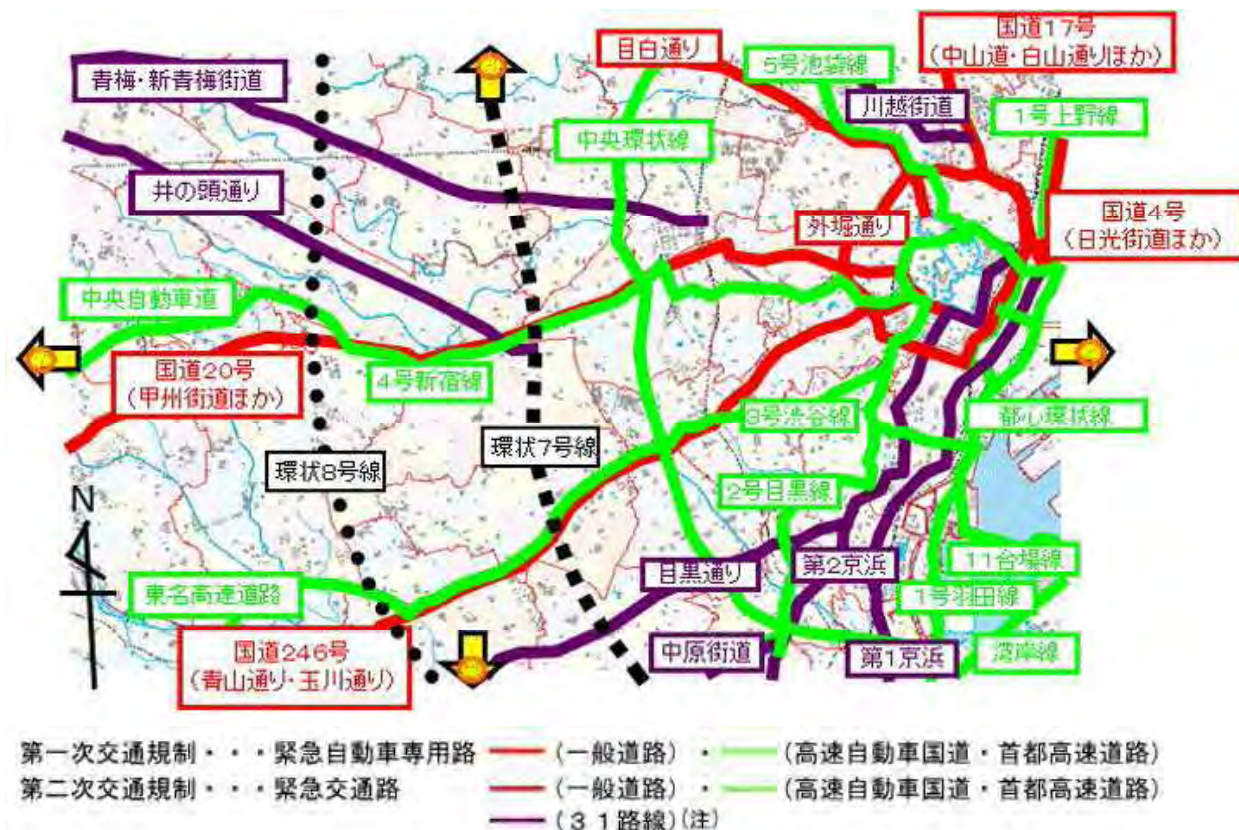 国道17号
(中山道・白山通りほか)
目白通り
5号池袋線
青梅・新青梅街道
川越街道
1号上野線
中央環状線
井の頭通り
国道4号
(日光街道ほか)
外堀通り
中央自動車道
国道20号
(甲州街道ほか)
4号新宿線
3号渋谷線
都心環状線
環状7号線
環状8号線
N
2号目黒線
11台場線
目黒通り
第2京浜
東名高速道路
1号羽田線
国道246号
(青山通り・玉川通り)
中原街道
第1京浜
湾岸線
第一次交通規制・・・緊急自動車専用路 (一般道路)・ (高速自動車国道・首都高速道路)
第二次交通規制・・・緊急交通路 (一般道路)・ (高速自動車国道・首都高速道路)
(31路線)(注)